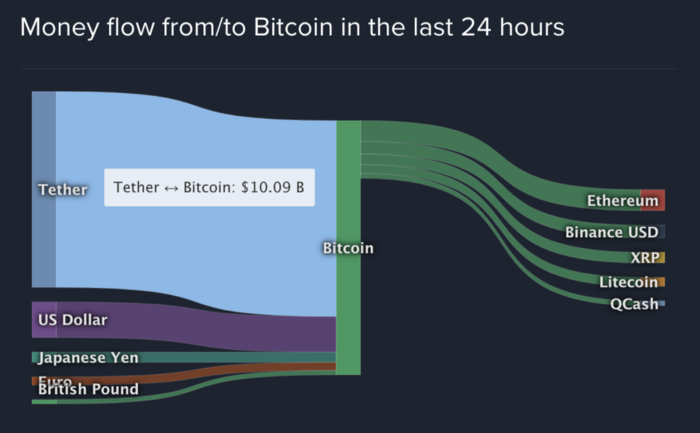 Money flow from/to Bitcoin in the last 24 hours
Tether
Tether ↔ Bitcoin: $10.09 B
Bitcoin
US Dollar
Japanese Yen
Euro
British Pound
Ethereum
Binance USD
XRP
Litecoin
QCash